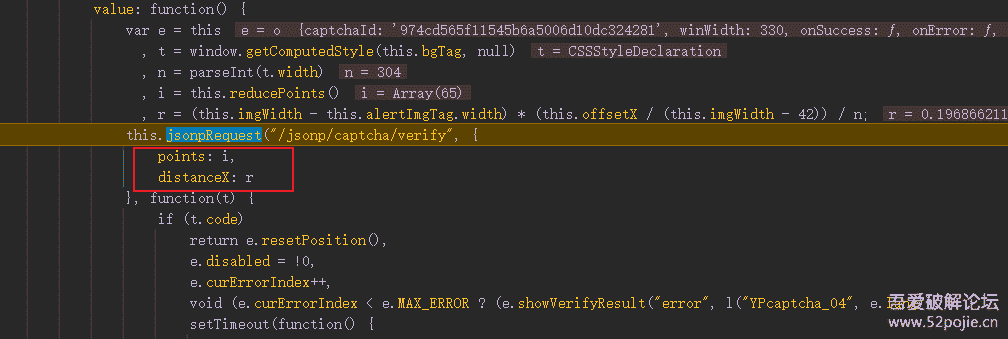 value: function() {
var e = this   e = o  {captchaId: '974cd565f11545b6a5006d10dc324281', winWidth: 330, onSuccess: ƒ, onError: ƒ,
, t = window.getComputedStyle(this.bgTag, null)   t = CSSStyleDeclaration
, n = parseInt(t.width)   n = 304
, i = this.reducePoints()   i = Array(65)
, r = (this.imgWidth - this.alertImgTag.width) * (this.offsetX / (this.imgWidth - 42)) / n;   r = 0.196866211
this.jsonpRequest("/jsonp/captcha/verify", {
points: i,
distanceX: r
}, function(t) {
if (t.code)
return e.resetPosition(),
e.disabled = !0,
e.curErrorIndex++,
void (e.curErrorIndex < e.MAX_ERROR ? (e.showVerifyResult("error", l("YPcaptcha_04", e.
setTimeout(function() {
吾爱破解论坛
www.52pojie.cn